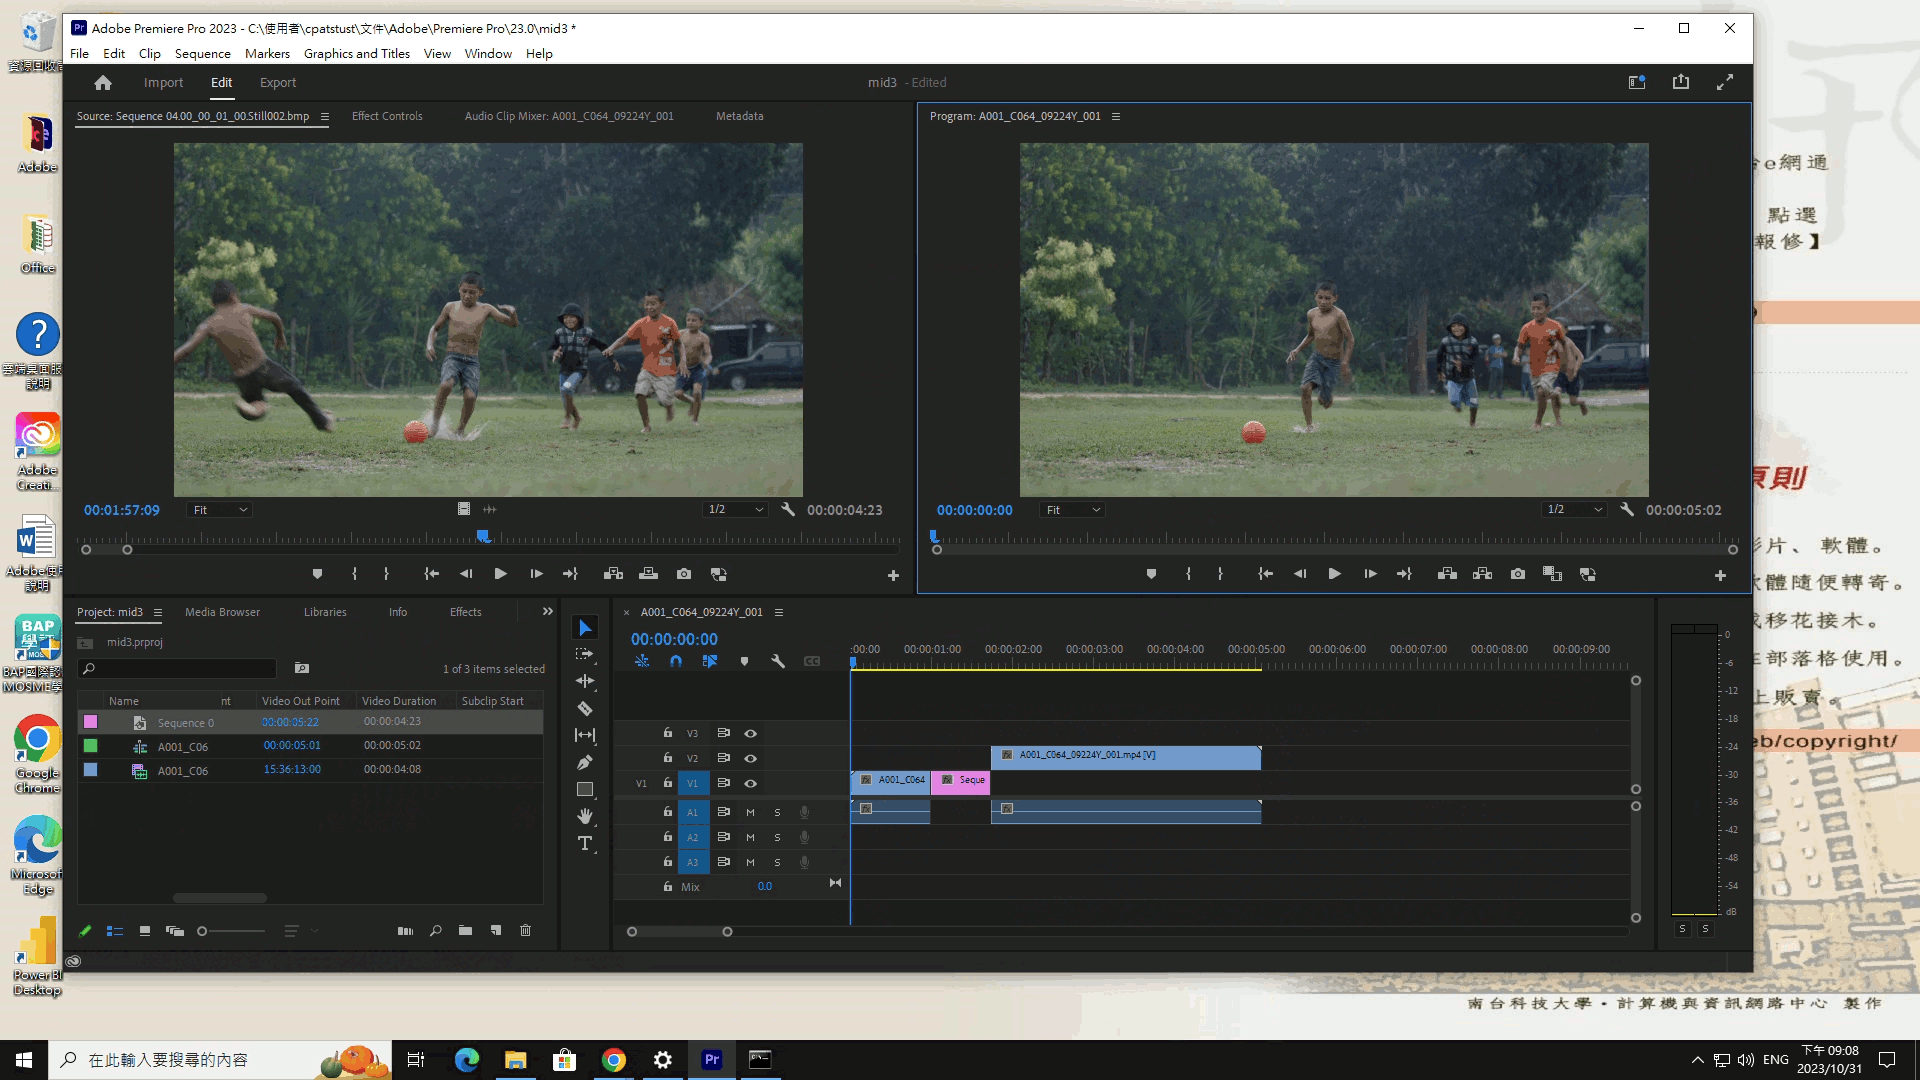 Adobe Premiere Pro 2023 - C:\使用者\cpatstust\文件\Adobe\Premiere Pro\23.0\mid3 *
File Edit Clip Sequence Markers Graphics and Titles View Window Help
Import Edit Export
mid3 - Edited
Source: Sequence 04.00_00_01_00.Still002.bmp
Effect Controls
Audio Clip Mixer: A001_C064_09224Y_001
Metadata
Program: A001_C064_09224Y_001
00:01:57:09
Fit
1/2
00:00:04:23
00:00:00:00
Fit
1/2
00:00:05:02
Project: mid3
Media Browser
Libraries
Info
Effects
mid3.prproj
1 of 3 items selected
Name nt Video Out Point Video Duration Subclip Start
Sequence 0 00:00:05:22 00:00:04:23
A001_C06 00:00:05:01 00:00:05:02
A001_C06 15:36:13:00 00:00:04:08
A001_C064_09224Y_001
00:00:00:00
:00:00 00:00:01:00 00:00:02:00 00:00:03:00 00:00:04:00 00:00:05:00 00:00:06:00 00:00:07:00 00:00:08:00 00:00:09:00
V3
V2
A001_C064_09224Y_001.mp4 [V]
V1 V1
A001_C064
Seque
A1 M S
A2 M S
A3 M S
Mix 0.0
0
-6
-12
-18
-24
-30
-36
-42
-48
-54
dB
S S
資源回收
Adobe
Office
雲端桌面服
說明
Adobe
Creati...
Adobe使用
說明
BAP國際認
MOSME學
Google
Chrome
Microsoft
Edge
Power BI
Desktop
e網通
點選
報修】
原則
片、軟體。
體隨便轉寄。
移花接木。
部落格使用。
上販賣。
eb/copyright/
南台科技大學‧計算機與資訊網路中心 製作
在此輸入要搜尋的內容
ENG
下午 09:08
2023/10/31